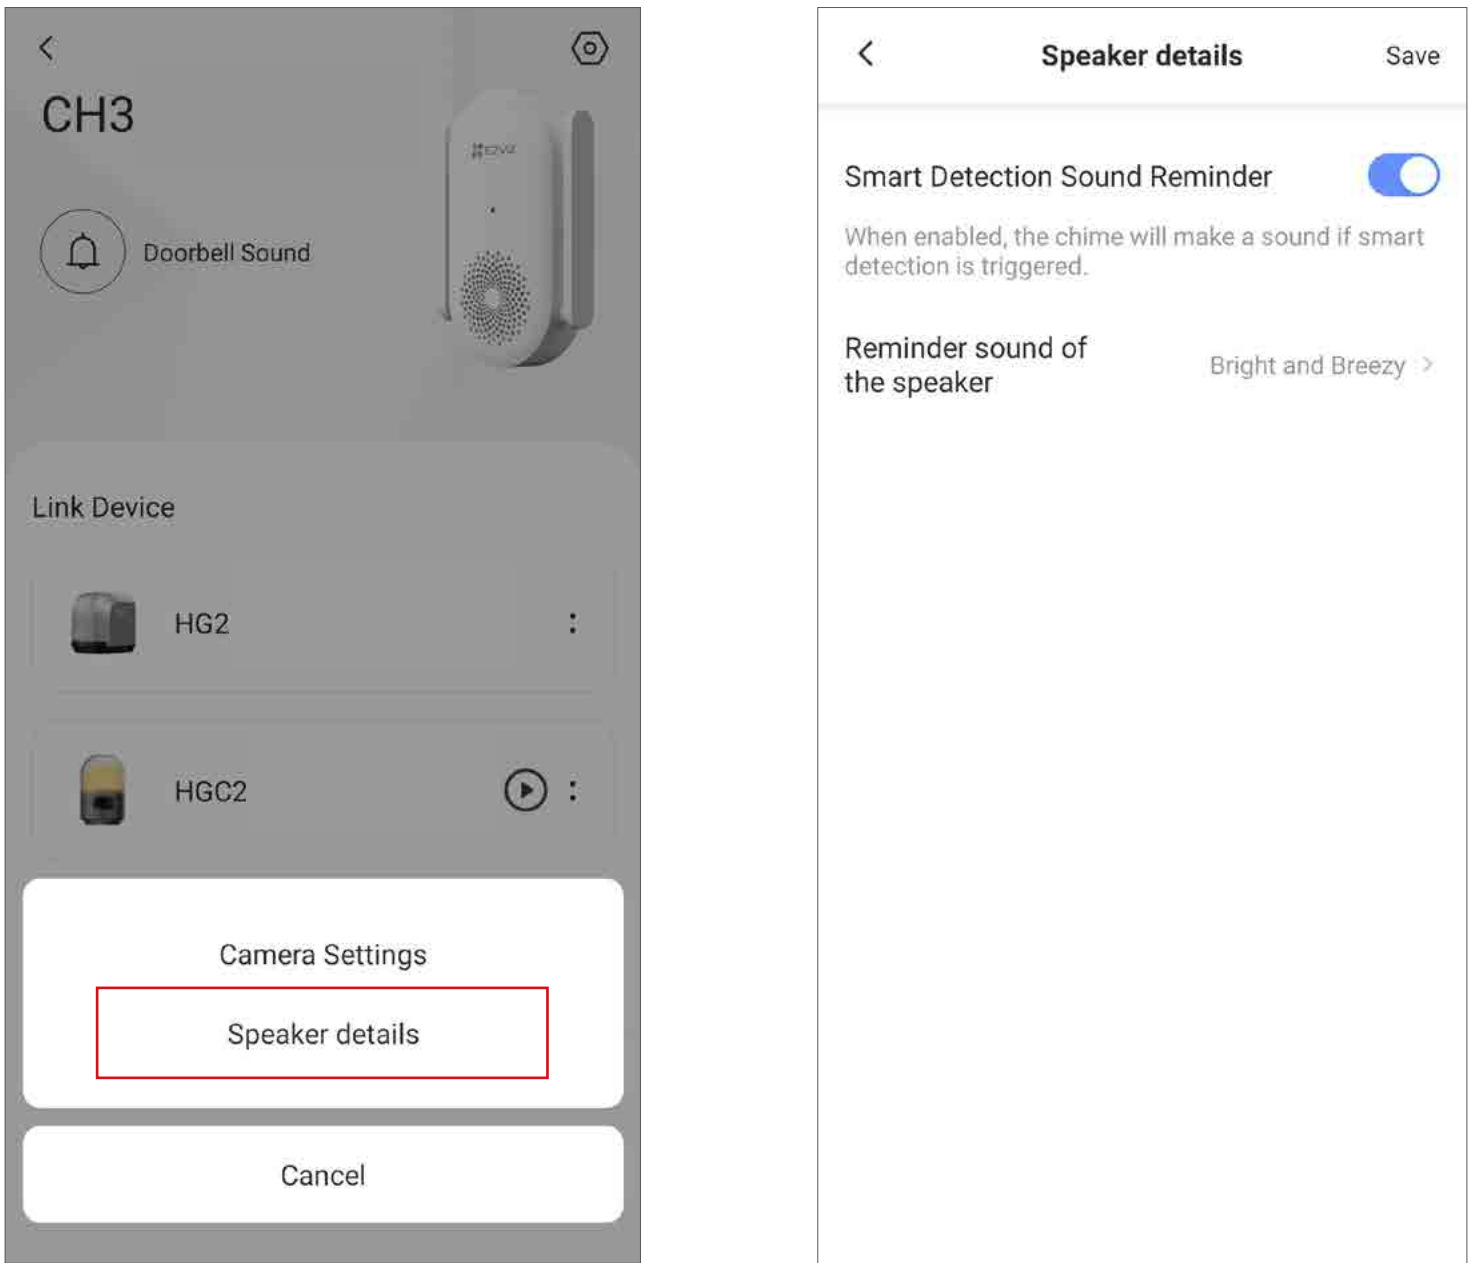 CH3
EZVIZ
Doorbell Sound
Link Device
HG2
HGC2
Camera Settings
Speaker details
Cancel
Speaker details
Save
Smart Detection Sound Reminder
When enabled, the chime will make a sound if smart
detection is triggered.
Reminder sound of
the speaker
Bright and Breezy